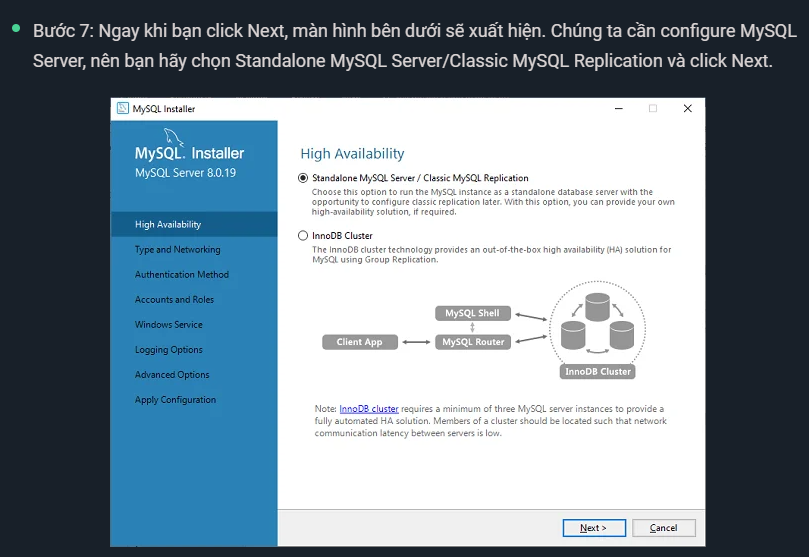 Bước 7: Ngay khi bạn click Next, màn hình bên dưới sẽ xuất hiện. Chúng ta cần configure MySQL
Server, nên bạn hãy chọn Standalone MySQL Server/Classic MySQL Replication và click Next.
MySQL Installer
MySQL. Installer
MySQL Server 8.0.19
High Availability
Type and Networking
Authentication Method
Accounts and Roles
Windows Service
Logging Options
Advanced Options
Apply Configuration
High Availability
Standalone MySQL Server / Classic MySQL Replication
Choose this option to run the MySQL instance as a standalone database server with the
opportunity to configure classic replication later. With this option, you can provide your own
high-availability solution, if required.
InnoDB Cluster
The InnoDB cluster technology provides an out-of-the-box high availability (HA) solution for
MySQL using Group Replication.
MySQL Shell
Client App
MySQL Router
InnoDB Cluster
Note: InnoDB cluster requires a minimum of three MySQL server instances to provide a
fully automated HA solution. Members of a cluster should be located such that network
communication latency between servers is low.
Next >
Cancel